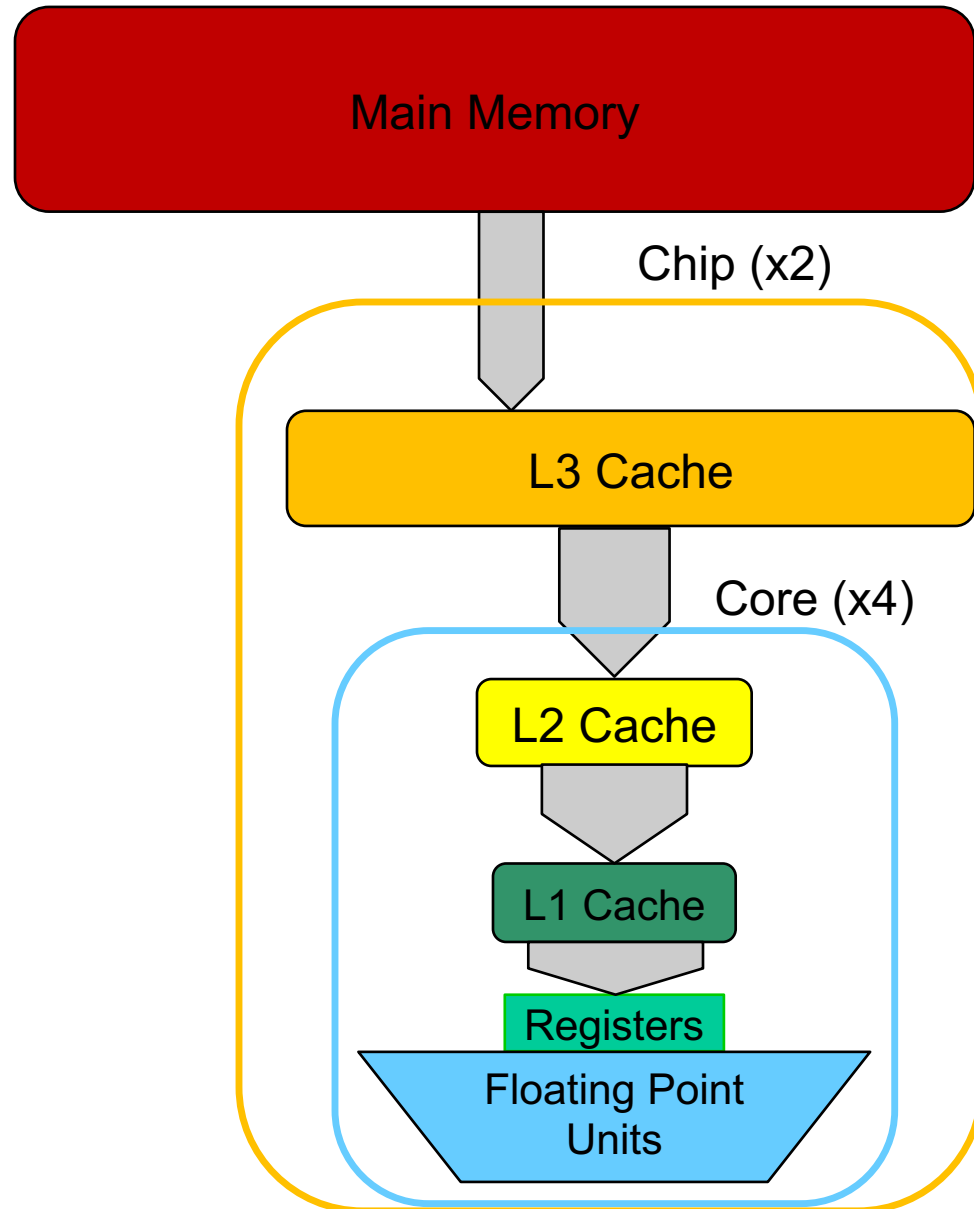 Main Memory
Chip (x2)
L3 Cache
Core (x4)
L2 Cache
L1 Cache
Registers
Floating Point
Units